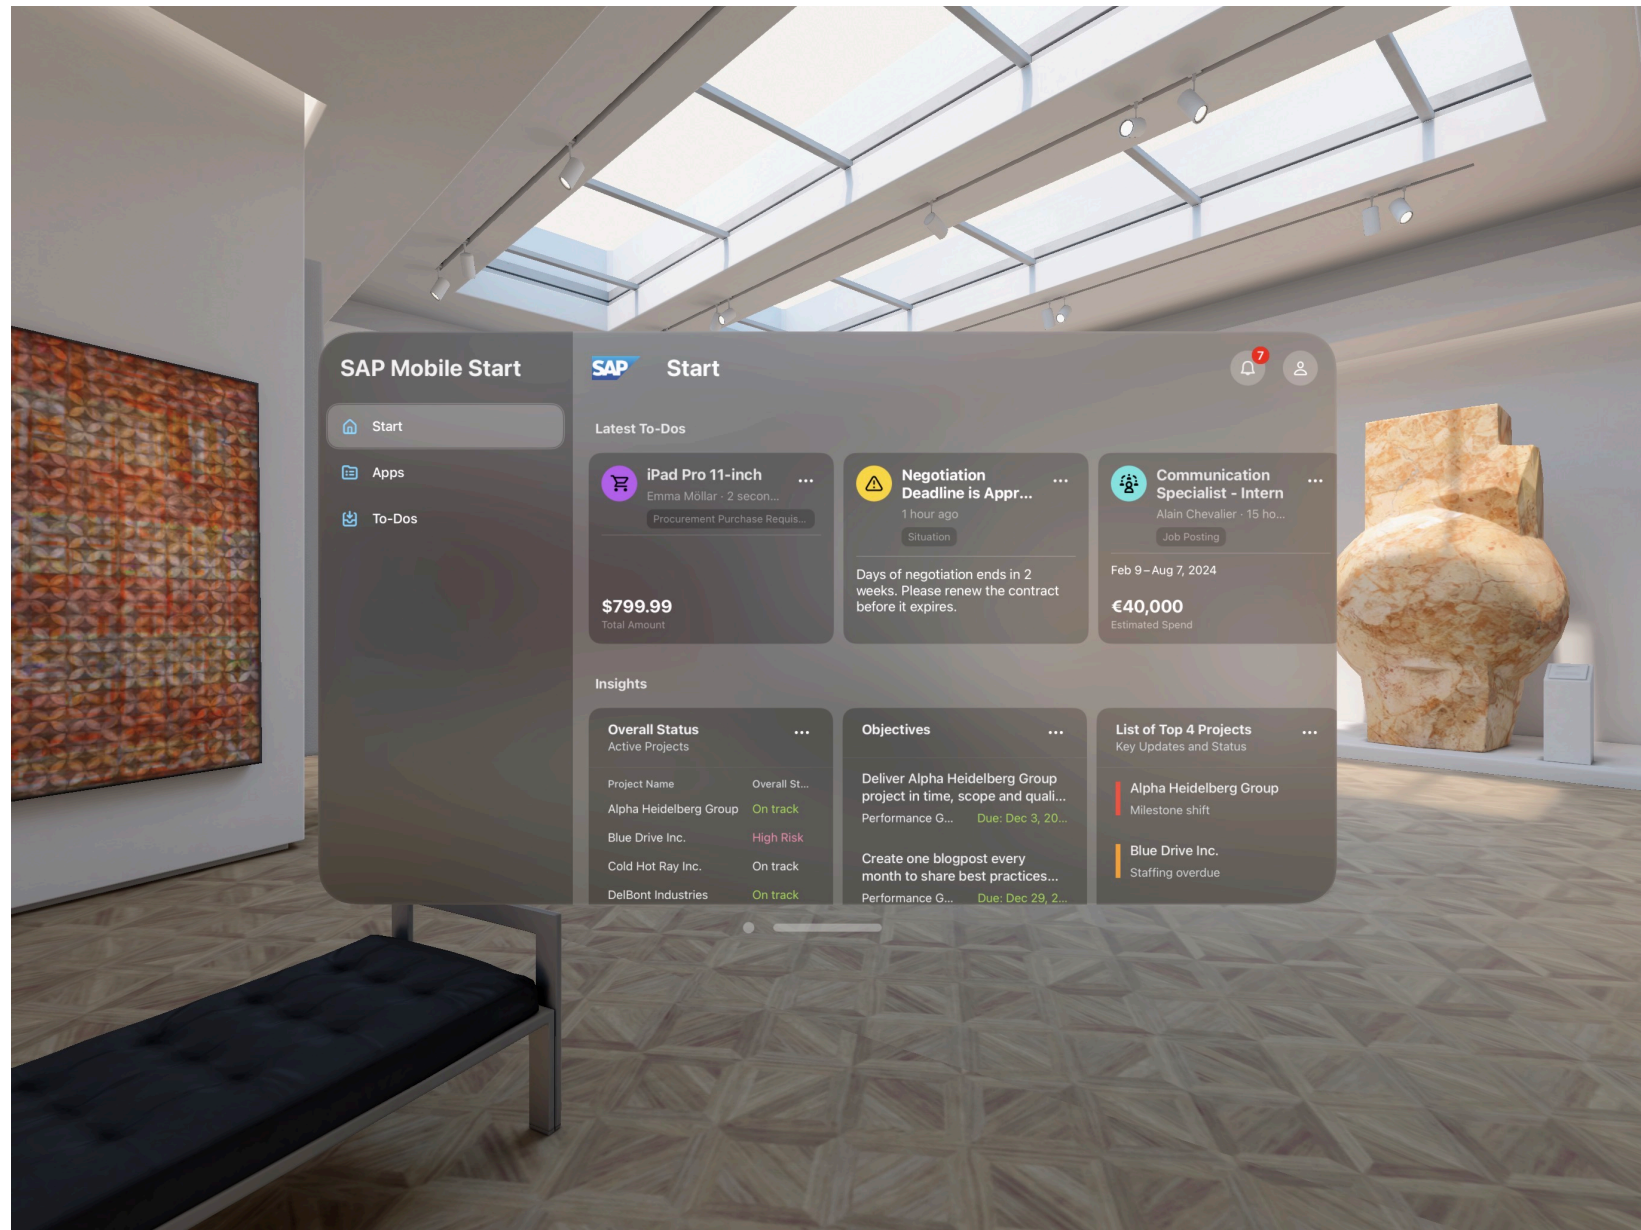 SAP Mobile Start
Start
Apps
To-Dos
SAP
Start
7
Latest To-Dos
iPad Pro 11-inch
Emma Möllar · 2 secon...
Procurement Purchase Requis...
$799.99
Total Amount
Negotiation
Deadline is Appr...
1 hour ago
Situation
Days of negotiation ends in 2
weeks. Please renew the contract
before it expires.
Communication
Specialist - Intern
Alain Chevalier · 15 ho...
Job Posting
Feb 9 – Aug 7, 2024
€40,000
Estimated Spend
Insights
Overall Status
Active Projects
Project Name Overall St...
Alpha Heidelberg Group On track
Blue Drive Inc. High Risk
Cold Hot Ray Inc. On track
DelBont Industries On track
Objectives
Deliver Alpha Heidelberg Group
project in time, scope and quali...
Performance G... Due: Dec 3, 20...
Create one blogpost every
month to share best practices...
Performance G... Due: Dec 29, 2...
List of Top 4 Projects
Key Updates and Status
Alpha Heidelberg Group
Milestone shift
Blue Drive Inc.
Staffing overdue